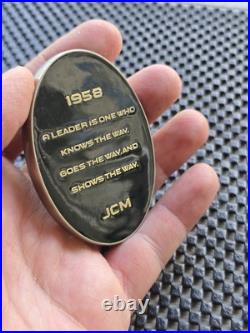 1958
A LEADER IS ONE WHO
KNOWS THE WAY,
GOES THE WAY, AND
SHOWS THE WAY.
JCM